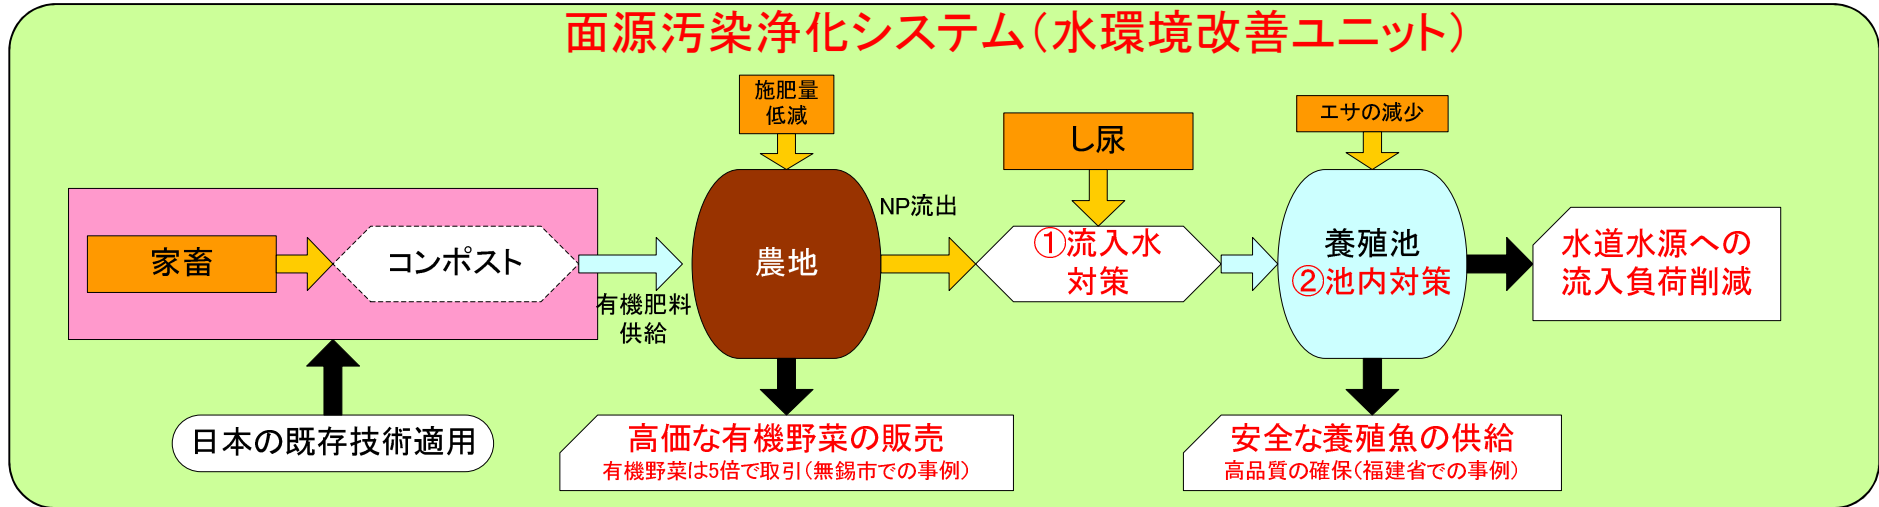 面源汚染浄化システム(水環境改善ユニット)
施肥量
低減
し尿
エサの減少
NP流出
家畜
コンポスト
有機肥料
供給
農地
①流入水
対策
養殖池
②池内対策
水道水源への
流入負荷削減
日本の既存技術適用
高価な有機野菜の販売
有機野菜は5倍で取引(無錫市での事例)
安全な養殖魚の供給
高品質の確保(福建省での事例)